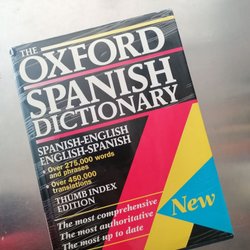 THE
OXFORD
SPANISH
DICTIONARY
SPANISH-ENGLISH
ENGLISH-SPANISH
• Over 275,000 words
and phrases
• Over 450,000
translations
THUMB INDEX
EDITION
The most comprehensive
The most authoritative
The most up to date
New